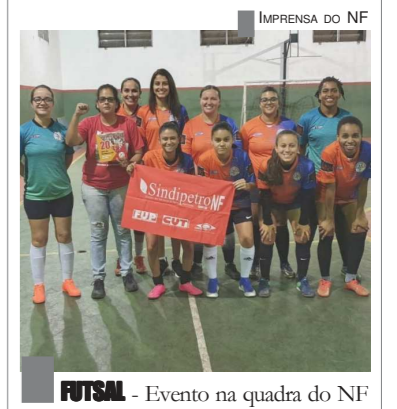 IMPRENSA DO NF
SindipetroNF
FUP CUT
FUTSAL - Evento na quadra do NF